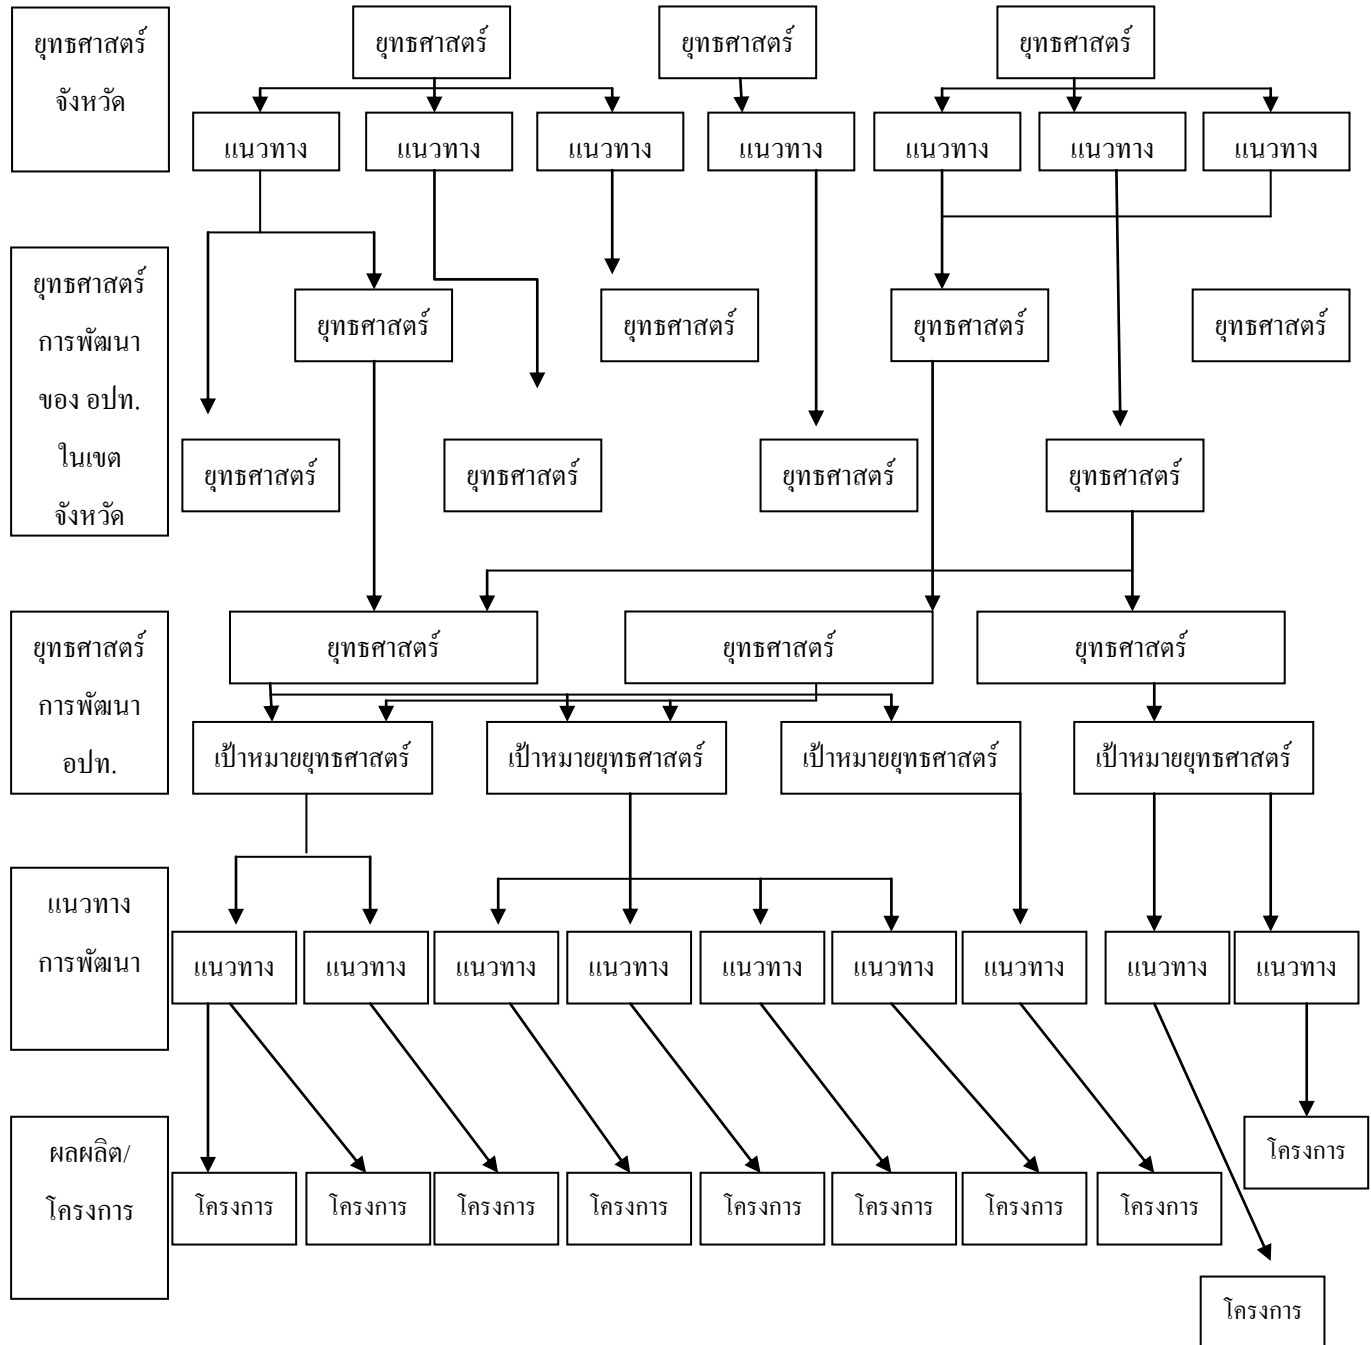 ยุทธศาสตร์
จังหวัด
ยุทธศาสตร์
ยุทธศาสตร์
ยุทธศาสตร์
แนวทาง
แนวทาง
แนวทาง
แนวทาง
แนวทาง
แนวทาง
แนวทาง
ยุทธศาสตร์
การพัฒนา
ของ อปท.
ในเขต
จังหวัด
ยุทธศาสตร์
ยุทธศาสตร์
ยุทธศาสตร์
ยุทธศาสตร์
ยุทธศาสตร์
ยุทธศาสตร์
ยุทธศาสตร์
ยุทธศาสตร์
ยุทธศาสตร์
การพัฒนา
อปท.
ยุทธศาสตร์
ยุทธศาสตร์
ยุทธศาสตร์
เป้าหมายยุทธศาสตร์
เป้าหมายยุทธศาสตร์
เป้าหมายยุทธศาสตร์
เป้าหมายยุทธศาสตร์
แนวทาง
การพัฒนา
แนวทาง
แนวทาง
แนวทาง
แนวทาง
แนวทาง
แนวทาง
แนวทาง
แนวทาง
แนวทาง
ผลผลิต/
โครงการ
โครงการ
โครงการ
โครงการ
โครงการ
โครงการ
โครงการ
โครงการ
โครงการ
โครงการ
โครงการ